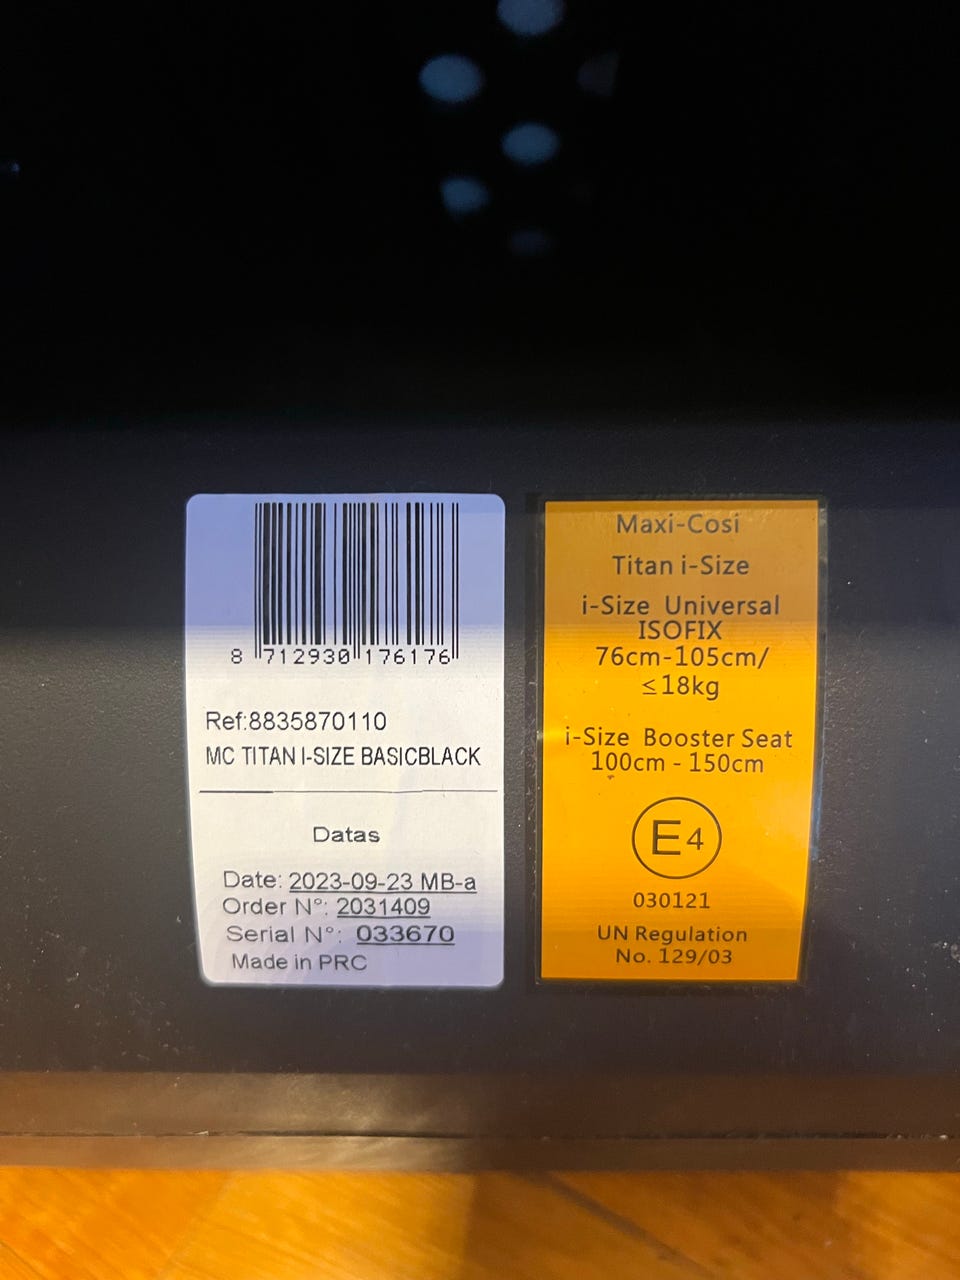 8 712930 176176
Ref:8835870110
MC TITAN I-SIZE BASICBLACK
Datas
Date: 2023-09-23 MB-a
Order N°: 2031409
Serial N°: 033670
Made in PRC
Maxi-Cosi
Titan i-Size
i-Size Universal
ISOFIX
76cm-105cm/
≤18kg
i-Size Booster Seat
100cm - 150cm
E4
030121
UN Regulation
No. 129/03